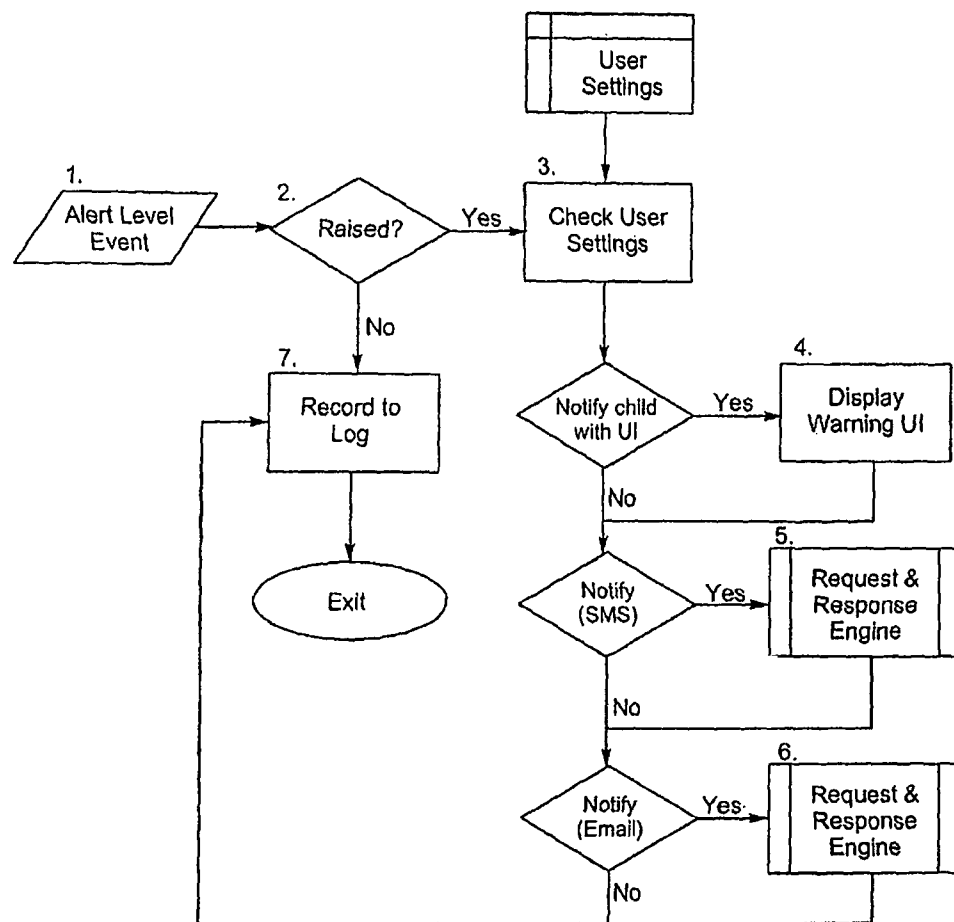 User
Settings
1.
Alert Level
Event
2.
Raised?
Yes
3.
Check User
Settings
No
7.
Record to
Log
Exit
Notify child
with UI
Yes
4.
Display
Warning UI
No
Notify
(SMS)
Yes
5.
Request &
Response
Engine
No
Notify
(Email)
Yes
6.
Request &
Response
Engine
No